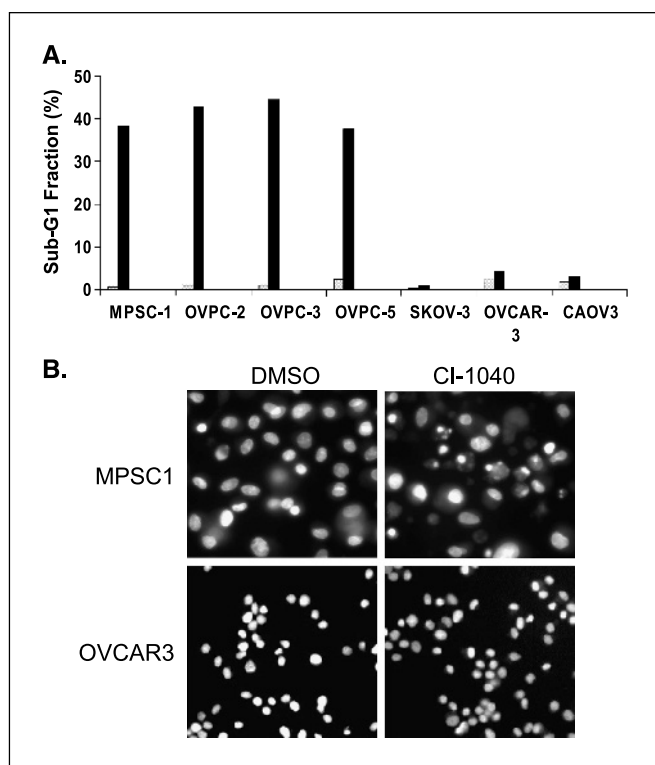 A.
Sub-G1 Fraction (%)
50
40
30
20
10
0
MPSC-1 OVPC-2 OVPC-3 OVPC-5 SKOV-3 OVCAR-
3 CAOV3
B.
DMSO CI-1040
MPSC1
OVCAR3